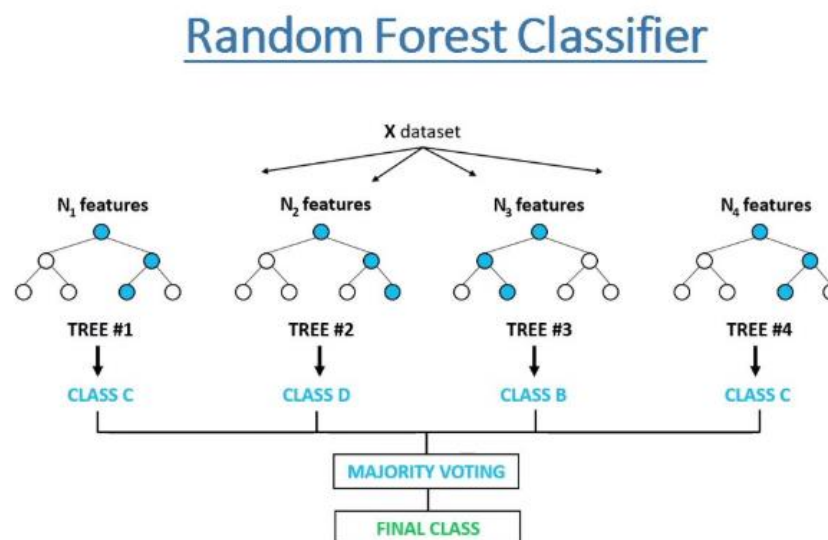 Random Forest Classifier
X dataset
N₁ features
N₂ features
N₃ features
N₄ features
TREE #1
TREE #2
TREE #3
TREE #4
CLASS C
CLASS D
CLASS B
CLASS C
MAJORITY VOTING
FINAL CLASS